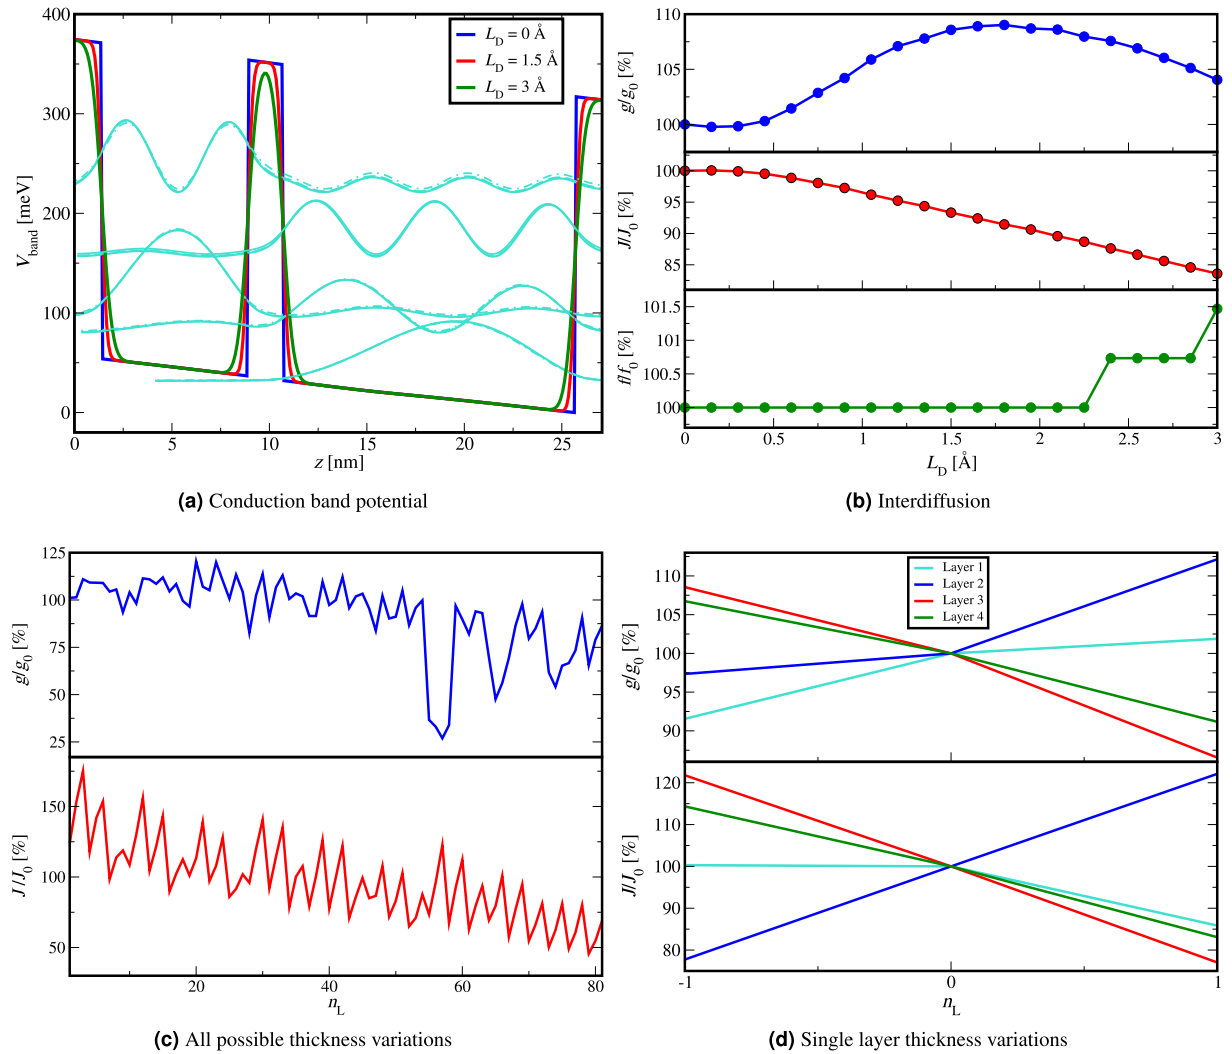 400
300
200
100
0
V_band [meV]
L_D = 0 Å
L_D = 1.5 Å
L_D = 3 Å
0 5 10 15 20 25
z [nm]
(a) Conduction band potential
110
105
100
g/g_0 [%]
100
95
90
85
J/J_0 [%]
101.5
101
100.5
100
f/f_0 [%]
0 0.5 1 1.5 2 2.5 3
L_D [Å]
(b) Interdiffusion
125
100
75
50
25
g/g_0 [%]
150
100
50
J/J_0 [%]
20 40 60 80
n_L
(c) All possible thickness variations
110
105
100
95
90
g/g_0 [%]
Layer 1
Layer 2
Layer 3
Layer 4
120
110
100
90
80
J/J_0 [%]
-1 0 1
n_L
(d) Single layer thickness variations